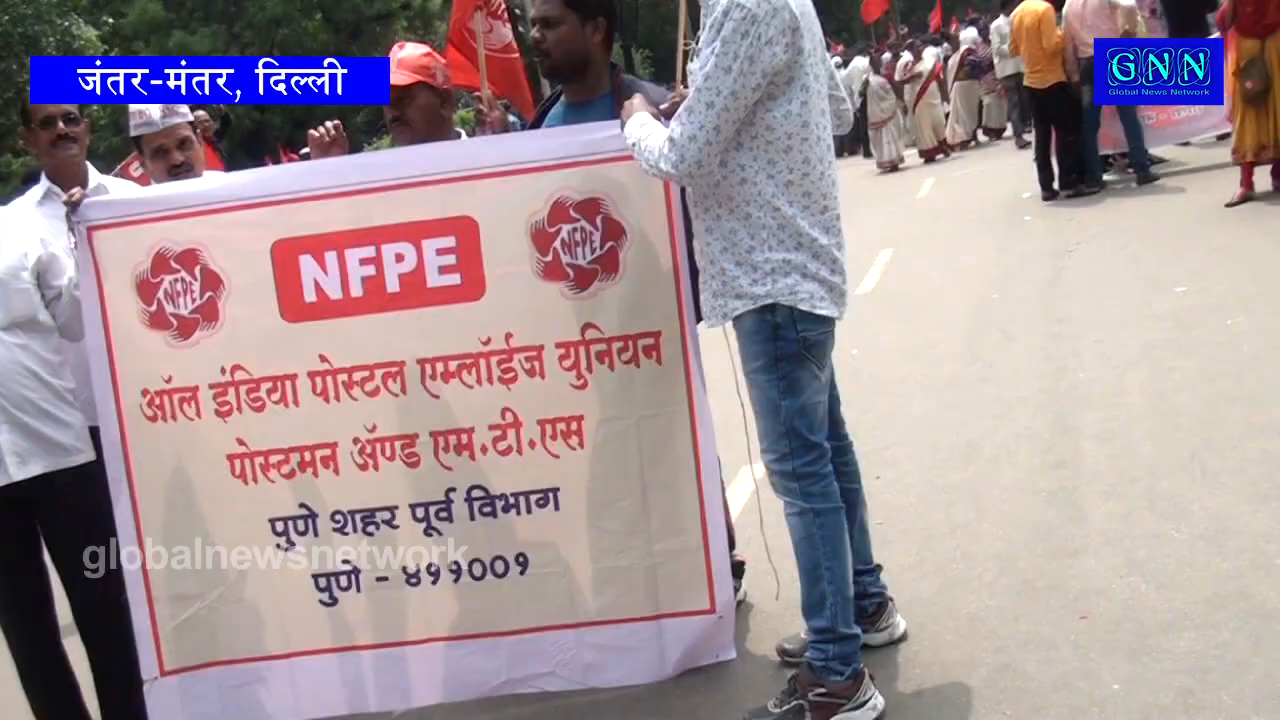 जंतर-मंतर, दिल्ली
GNN
Global News Network
NFPE
NFPE
NFPE
ऑल इंडिया पोस्टल एम्लॉईज युनियन
पोस्टमन ॲण्ड एम.टी.एस
पुणे शहर पूर्व विभाग
पुणे - ४११००१
globalnewsnetwork